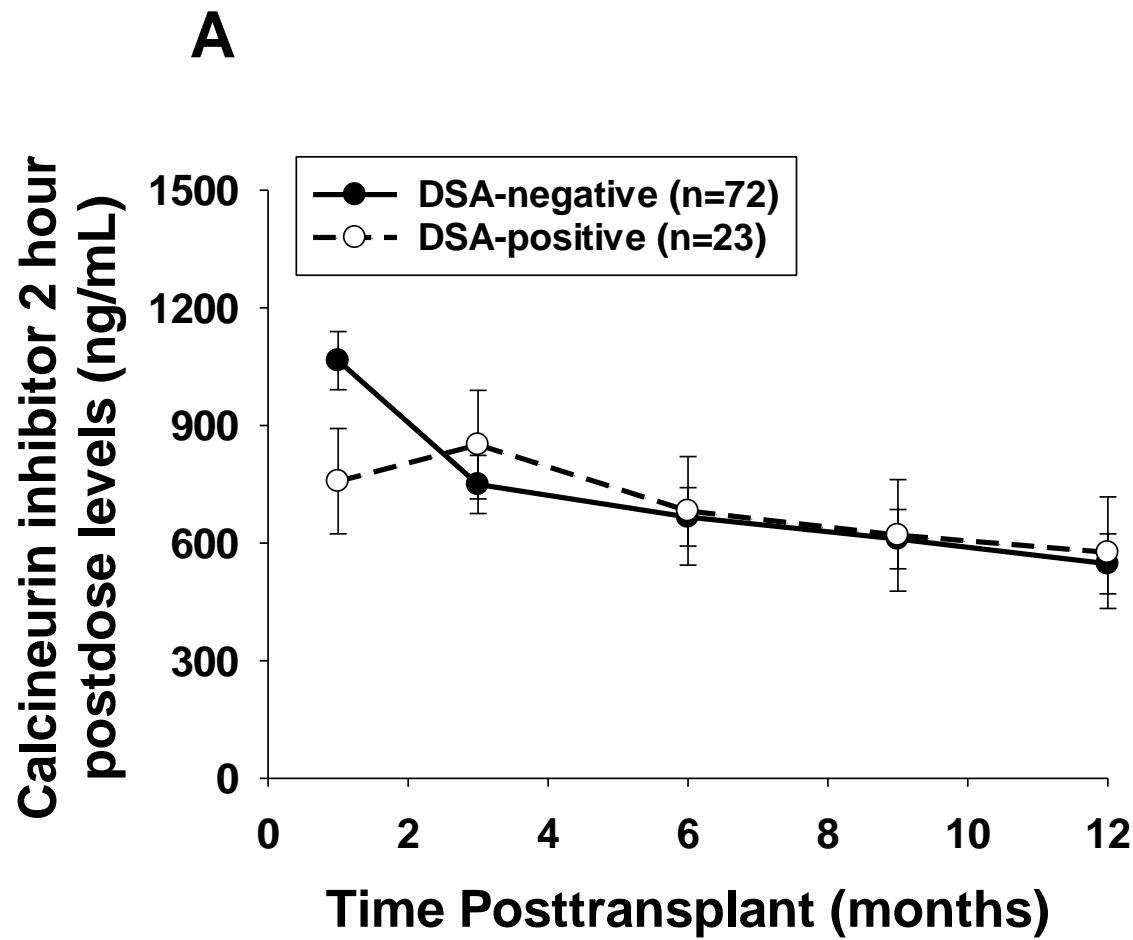 A
DSA-negative (n=72)
DSA-positive (n=23)
Calcineurin inhibitor 2 hour
postdose levels (ng/mL)
1500
1200
900
600
300
0
0 2 4 6 8 10 12
Time Posttransplant (months)